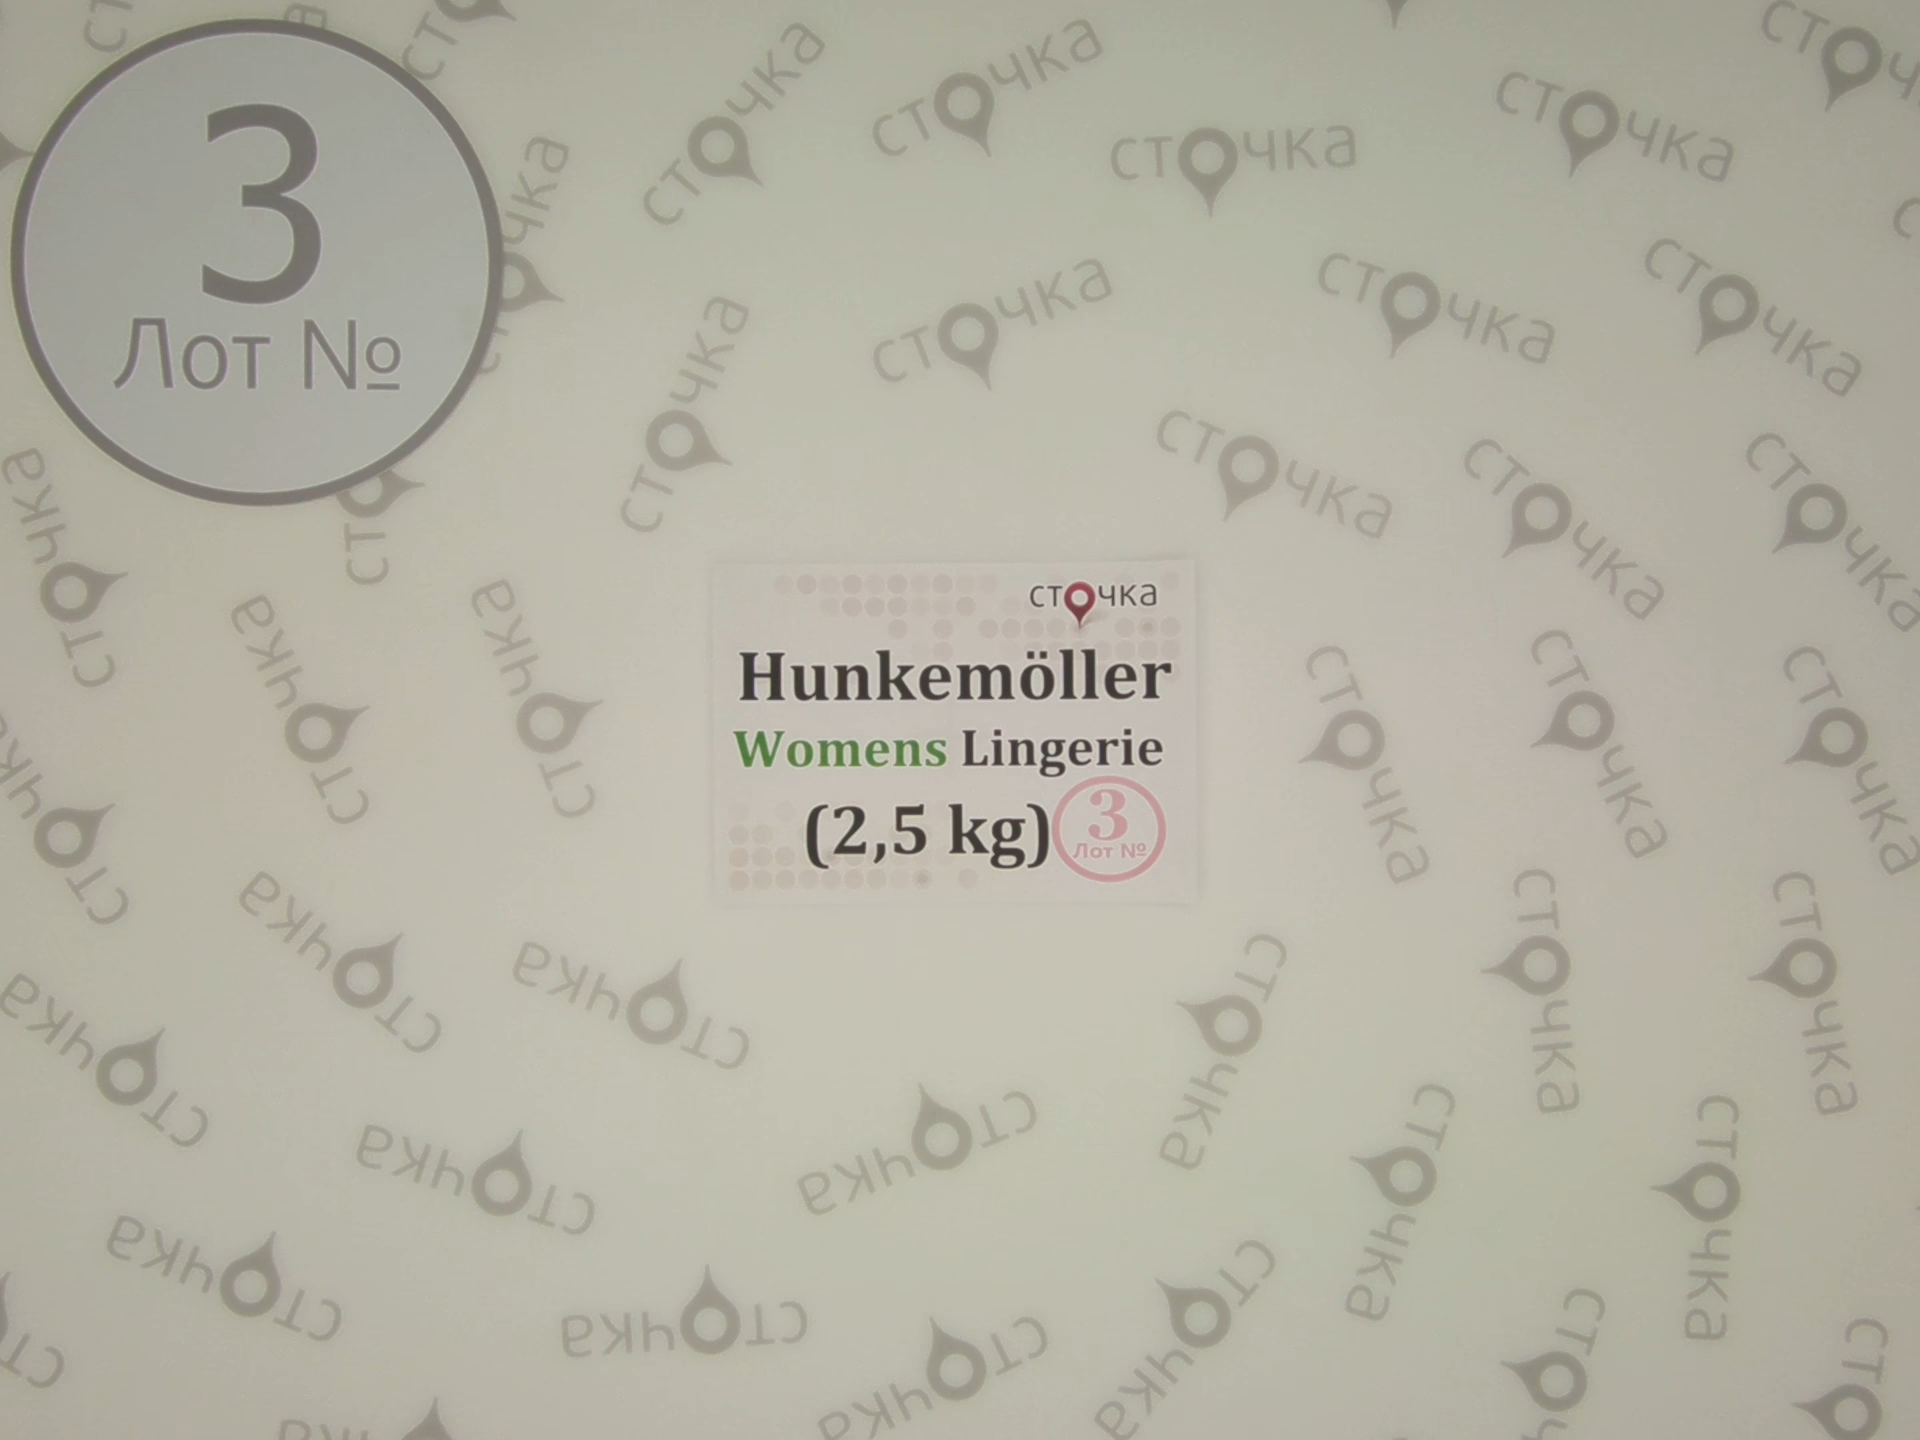 3
Лот №
сточка
Hunkemöller
Womens Lingerie
(2,5 kg)
3
Лот №